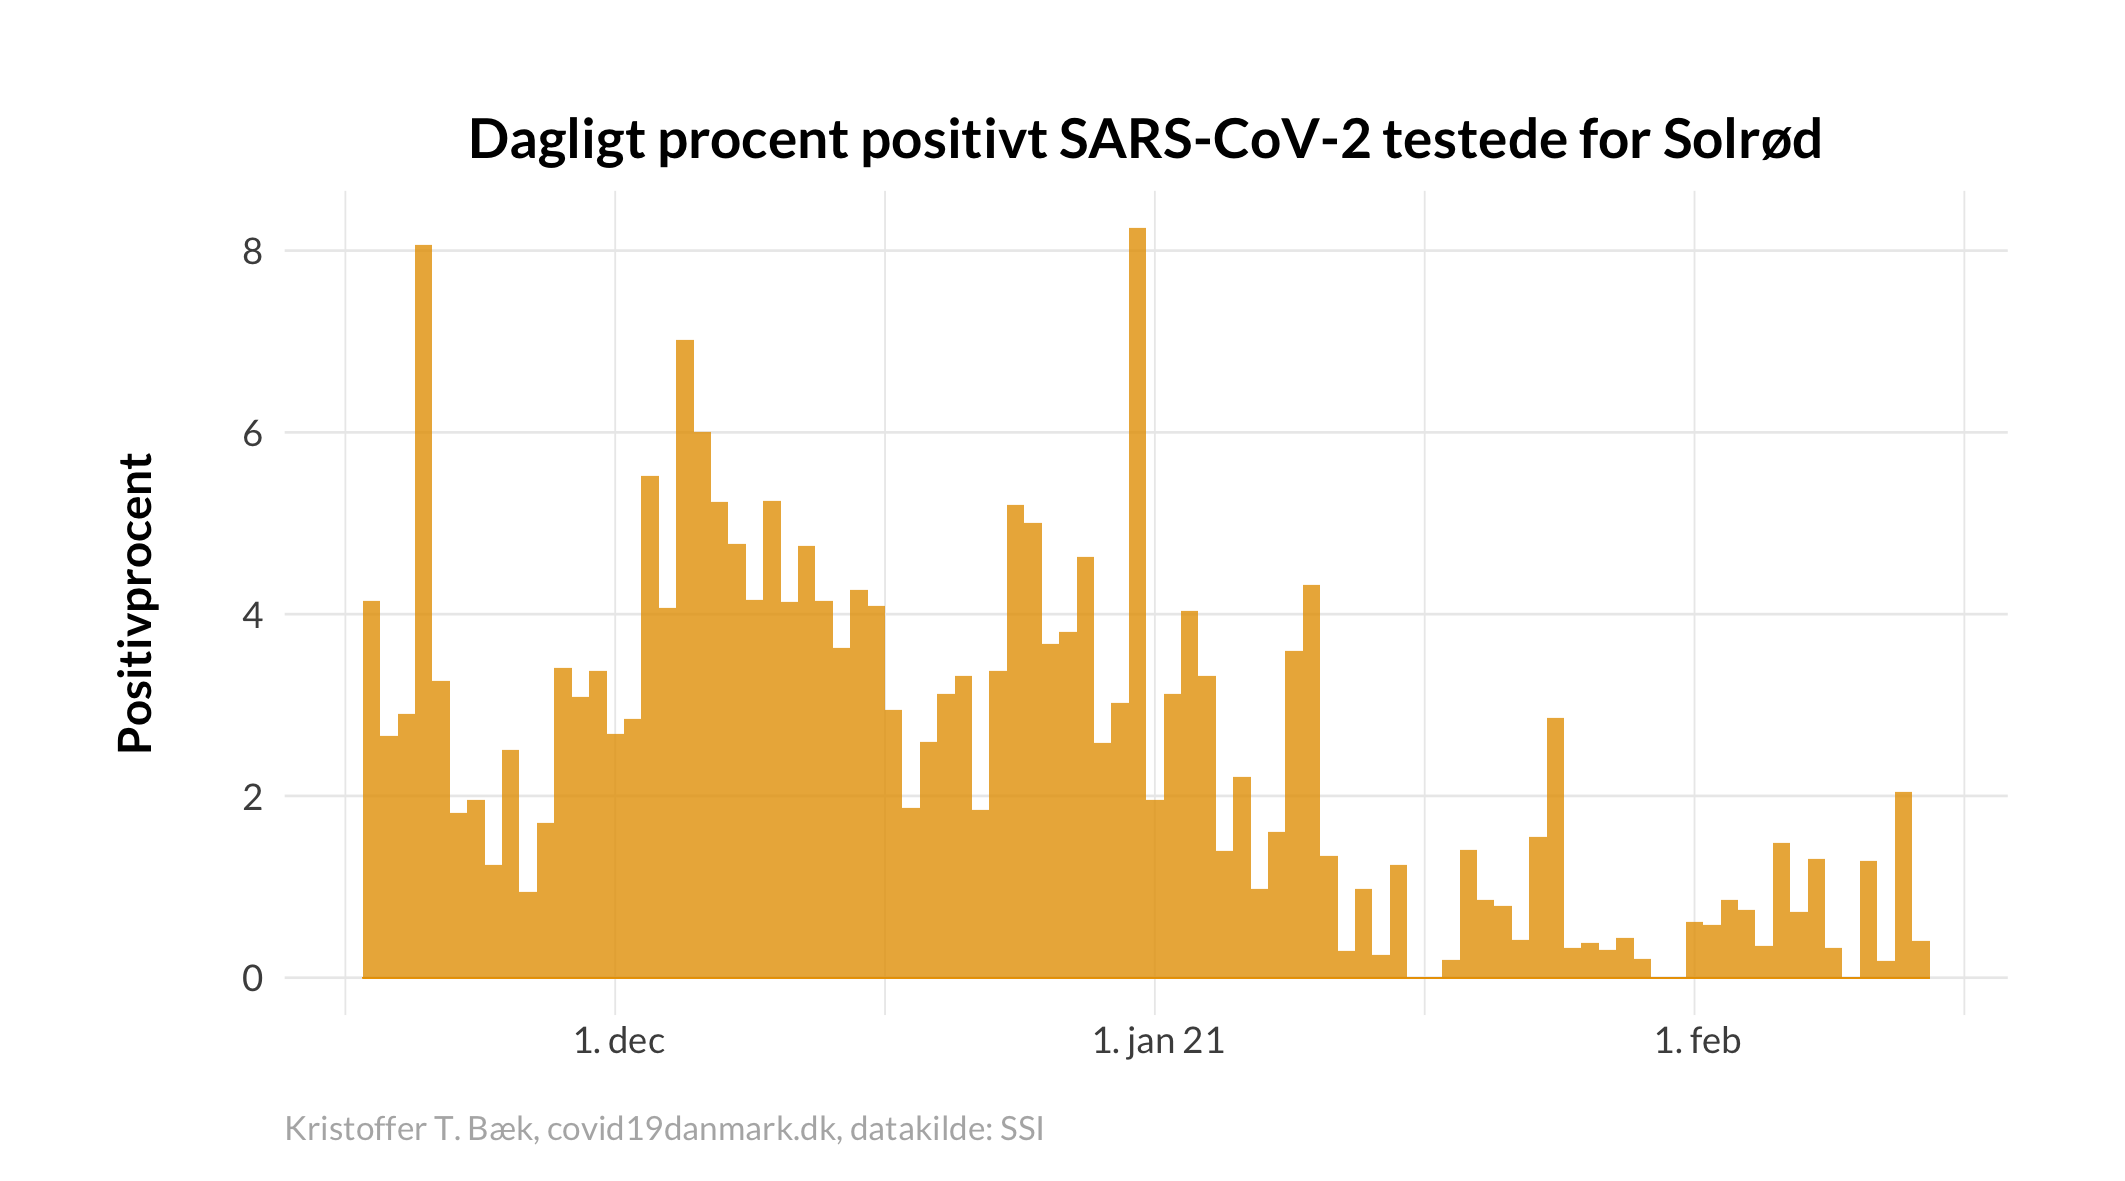 Dagligt procent positivt SARS-CoV-2 testede for Solrød
Positivprocent
8
6
4
2
0
1. dec
1. jan 21
1. feb
Kristoffer T. Bæk, covid19danmark.dk, datakilde: SSI